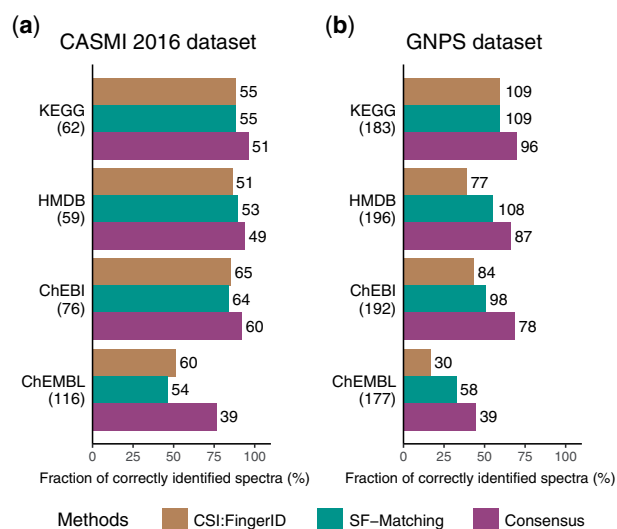 (a)
CASMI 2016 dataset
KEGG
(62)
55
55
51
HMDB
(59)
51
53
49
ChEBI
(76)
65
64
60
ChEMBL
(116)
60
54
39
0 25 50 75 100
Fraction of correctly identified spectra (%)
(b)
GNPS dataset
KEGG
(183)
109
109
96
HMDB
(196)
77
108
87
ChEBI
(192)
84
98
78
ChEMBL
(177)
30
58
39
0 25 50 75 100
Fraction of correctly identified spectra (%)
Methods CSI:FingerID SF−Matching Consensus